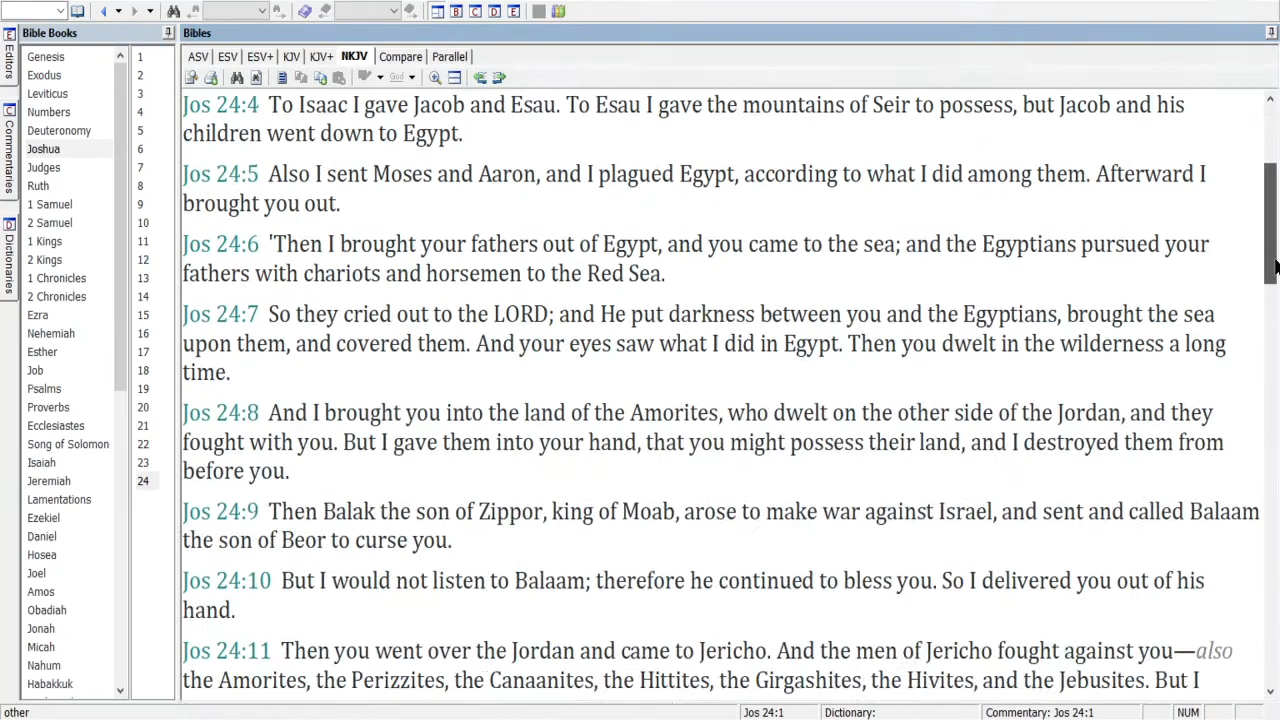 Bible Books
Bibles
ASV ESV ESV+ KJV KJV+ NKJV Compare Parallel
God
E Editors
C Commentaries
D Dictionaries
B C D E
Genesis 1
Exodus 2
Leviticus 3
Numbers 4
Deuteronomy 5
Joshua 6
Judges 7
Ruth 8
1 Samuel 9
2 Samuel 10
1 Kings 11
2 Kings 12
1 Chronicles 13
2 Chronicles 14
Ezra 15
Nehemiah 16
Esther 17
Job 18
Psalms 19
Proverbs 20
Ecclesiastes 21
Song of Solomon 22
Isaiah 23
Jeremiah 24
Lamentations
Ezekiel
Daniel
Hosea
Joel
Amos
Obadiah
Jonah
Micah
Nahum
Habakkuk
Jos 24:4 To Isaac I gave Jacob and Esau. To Esau I gave the mountains of Seir to possess, but Jacob and his
children went down to Egypt.
Jos 24:5 Also I sent Moses and Aaron, and I plagued Egypt, according to what I did among them. Afterward I
brought you out.
Jos 24:6 'Then I brought your fathers out of Egypt, and you came to the sea; and the Egyptians pursued your
fathers with chariots and horsemen to the Red Sea.
Jos 24:7 So they cried out to the LORD; and He put darkness between you and the Egyptians, brought the sea
upon them, and covered them. And your eyes saw what I did in Egypt. Then you dwelt in the wilderness a long
time.
Jos 24:8 And I brought you into the land of the Amorites, who dwelt on the other side of the Jordan, and they
fought with you. But I gave them into your hand, that you might possess their land, and I destroyed them from
before you.
Jos 24:9 Then Balak the son of Zippor, king of Moab, arose to make war against Israel, and sent and called Balaam
the son of Beor to curse you.
Jos 24:10 But I would not listen to Balaam; therefore he continued to bless you. So I delivered you out of his
hand.
Jos 24:11 Then you went over the Jordan and came to Jericho. And the men of Jericho fought against you—also
the Amorites, the Perizzites, the Canaanites, the Hittites, the Girgashites, the Hivites, and the Jebusites. But I
other Jos 24:1 Dictionary: Commentary: Jos 24:1 NUM